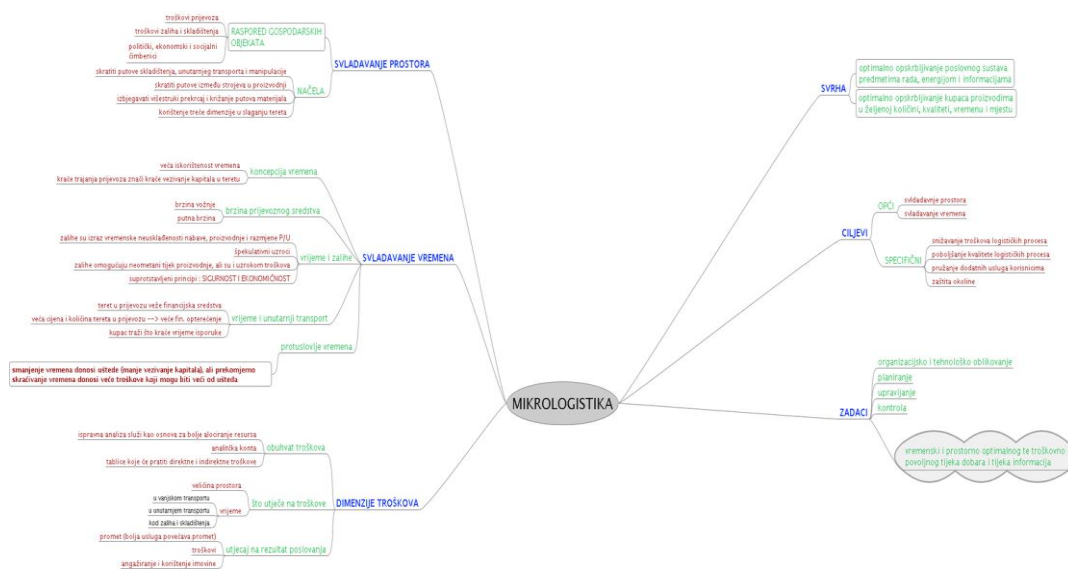 troškovi prijevoza
troškovi zaliha i skladištenja
politički, ekonomski i socijalni
čimbenici
RASPORED GOSPODARSKIH
OBJEKATA
skratiti putove skladištenja, unutarnjeg transporta i manipulacije
skratiti putove između strojeva u proizvodnji
izbjegavati višestruki prekrcaj i križanje putova materijala
korištenje treće dimenzije u slaganju tereta
NAČELA
SVLADAVANJE PROSTORA
veća iskorištenost vremena
kraće trajanja prijevoza znači kraće vezivanje kapitala u teretu
koncepcija vremena
brzina vožnje
putna brzina
brzina prijevoznog sredstva
zalihe su izraz vremenske neusklađenosti nabave, proizvodnje i razmjene P/U
špekulativni uzroci
zalihe omogućuju neometani tijek proizvodnje, ali su i uzrokom troškova
suprotstavljeni principi : SIGURNOST I EKONOMIČNOST
vrijeme i zalihe
SVLADAVANJE VREMENA
teret u prijevozu veže financijska sredstva
veća cijena i količina tereta u prijevozu ---> veće fin. opterećenje
kupac traži što kraće vrijeme isporuke
vrijeme i unutarnji transport
protuslovlje vremena
smanjenje vremena donosi uštede (manje vezivanje kapitala), ali prekomjerno
skraćivanje vremena donosi veće troškove koji mogu biti veći od ušteda
ispravna analiza služi kao osnova za bolje alociranje resursa
analitika konta
tablice koje će pratiti direktne i indirektne troškove
obuhvat troškova
veličina prostora
u vanjskom transportu
u unutarnjem transportu
kod zaliha i skladištenja
vrijeme
što utječe na troškove
DIMENZIJE TROŠKOVA
promet (bolja usluga povećava promet)
troškovi
angažiranje i korištenje imovine
utjecaj na rezultat poslovanja
MIKROLOGISTIKA
SVRHA
optimalno opskrbljivanje poslovnog sustava
predmetima rada, energijom i informacijama
optimalno opskrbljivanje kupaca proizvodima
u željenoj količini, kvaliteti, vremenu i mjestu
CILJEVI
OPĆI
svldadavnje prostora
svladavanje vremena
SPECIFIČNI
snižavanje troškova logističkih procesa
poboljšanje kvalitete logističkih procesa
pružanje dodatnih usluga korisnicima
zaštita okoline
ZADACI
organizacijsko i tehnološko oblikovanje
planiranje
upravljanje
kontrola
vremenski i prostorno optimalnog te troškovno
povoljnog tijeka dobara i tijeka informacija